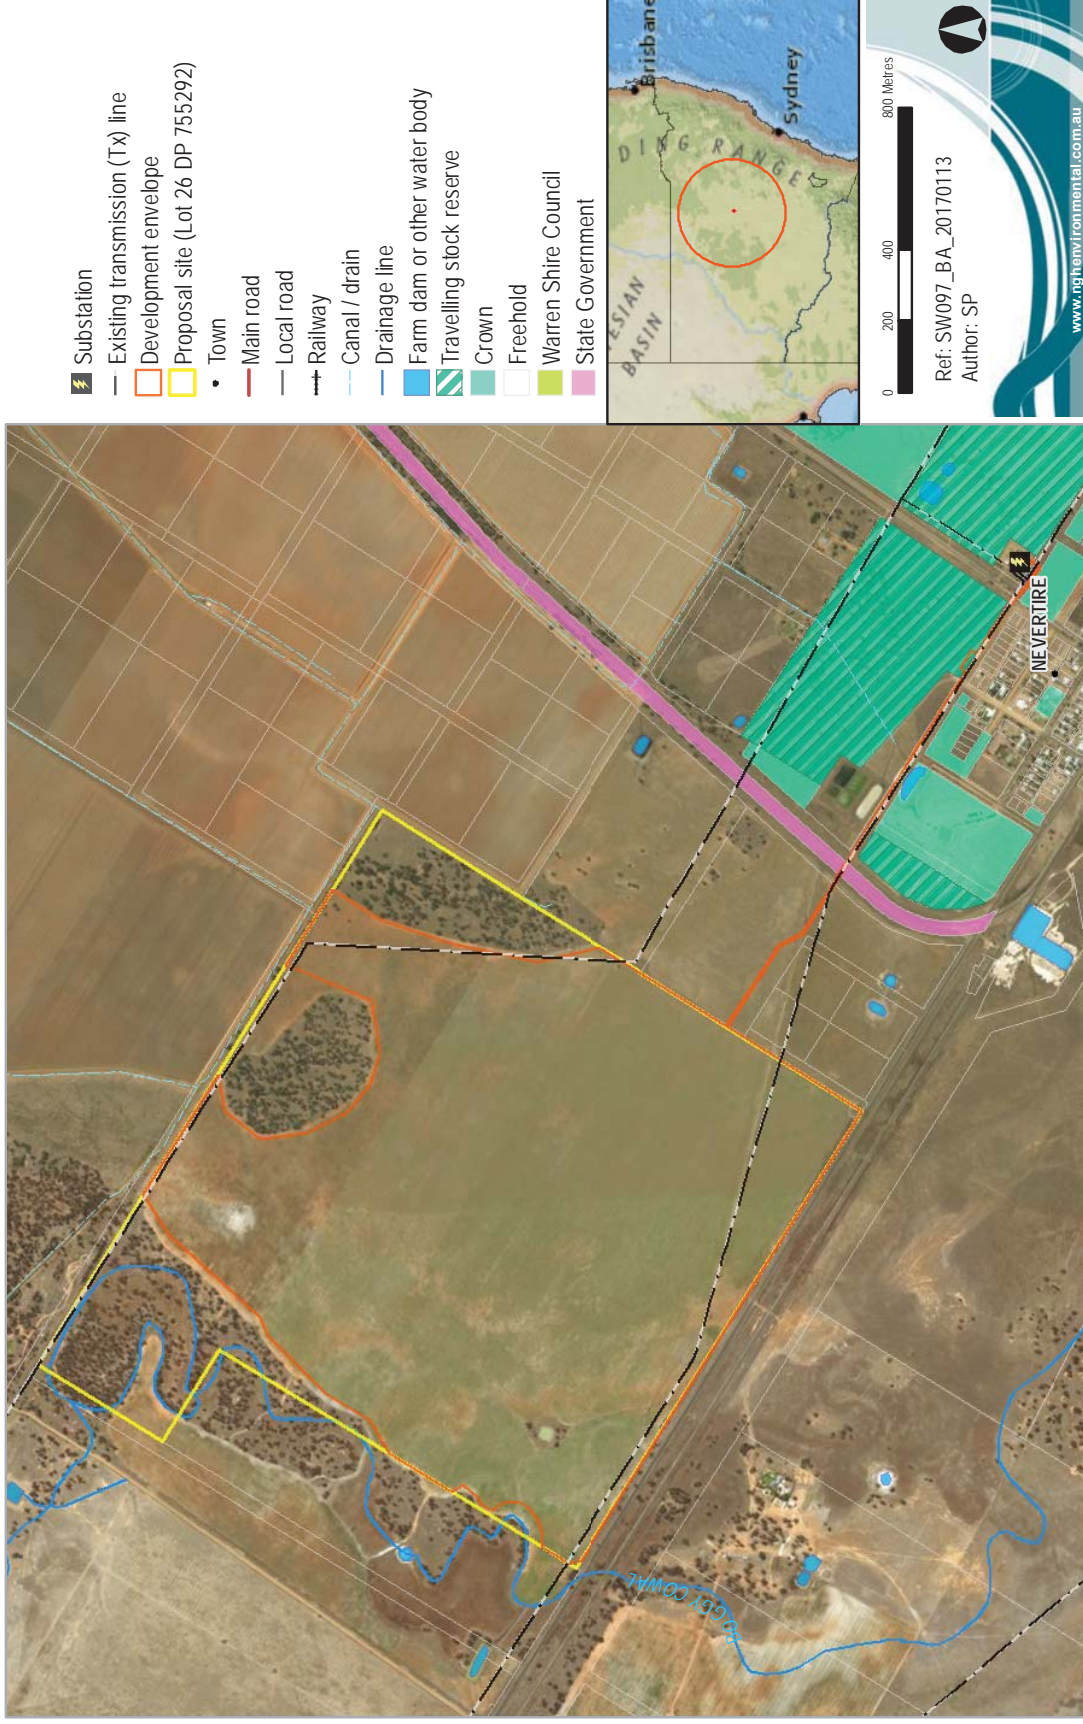 Substation
Existing transmission (Tx) line
Development envelope
Proposal site (Lot 26 DP 755292)
Town
Main road
Local road
Railway
Canal / drain
Drainage line
Farm dam or other water body
Travelling stock reserve
Crown
Freehold
Warren Shire Council
State Government
Brisbane
Sydney
DING RANGE
ESIAN
BASIN
0 200 400 800 Metres
Ref: SW097_BA_20170113
Author: SP
www.nghenvironmental.com.au
NEVERTIRE
BOGGY COWAL